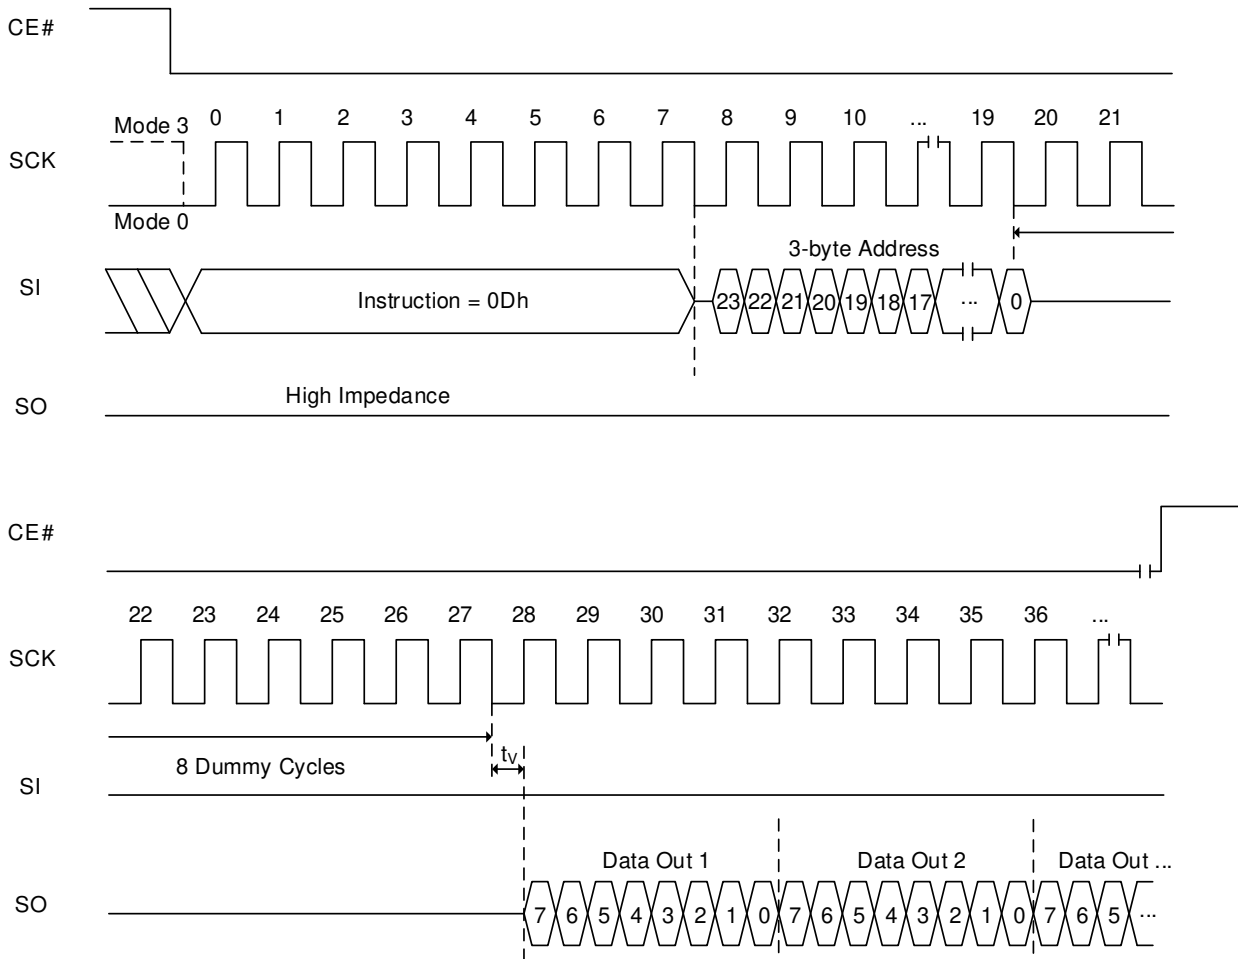 CE#
Mode 3
0 1 2 3 4 5 6 7 8 9 10 ... 19 20 21
SCK
Mode 0
3-byte Address
SI
Instruction = 0Dh
23 22 21 20 19 18 17 ... 0
High Impedance
SO
CE#
22 23 24 25 26 27 28 29 30 31 32 33 34 35 36 ...
SCK
tV
8 Dummy Cycles
SI
Data Out 1 Data Out 2 Data Out ...
SO
7 6 5 4 3 2 1 0 7 6 5 4 3 2 1 0 7 6 5 ...